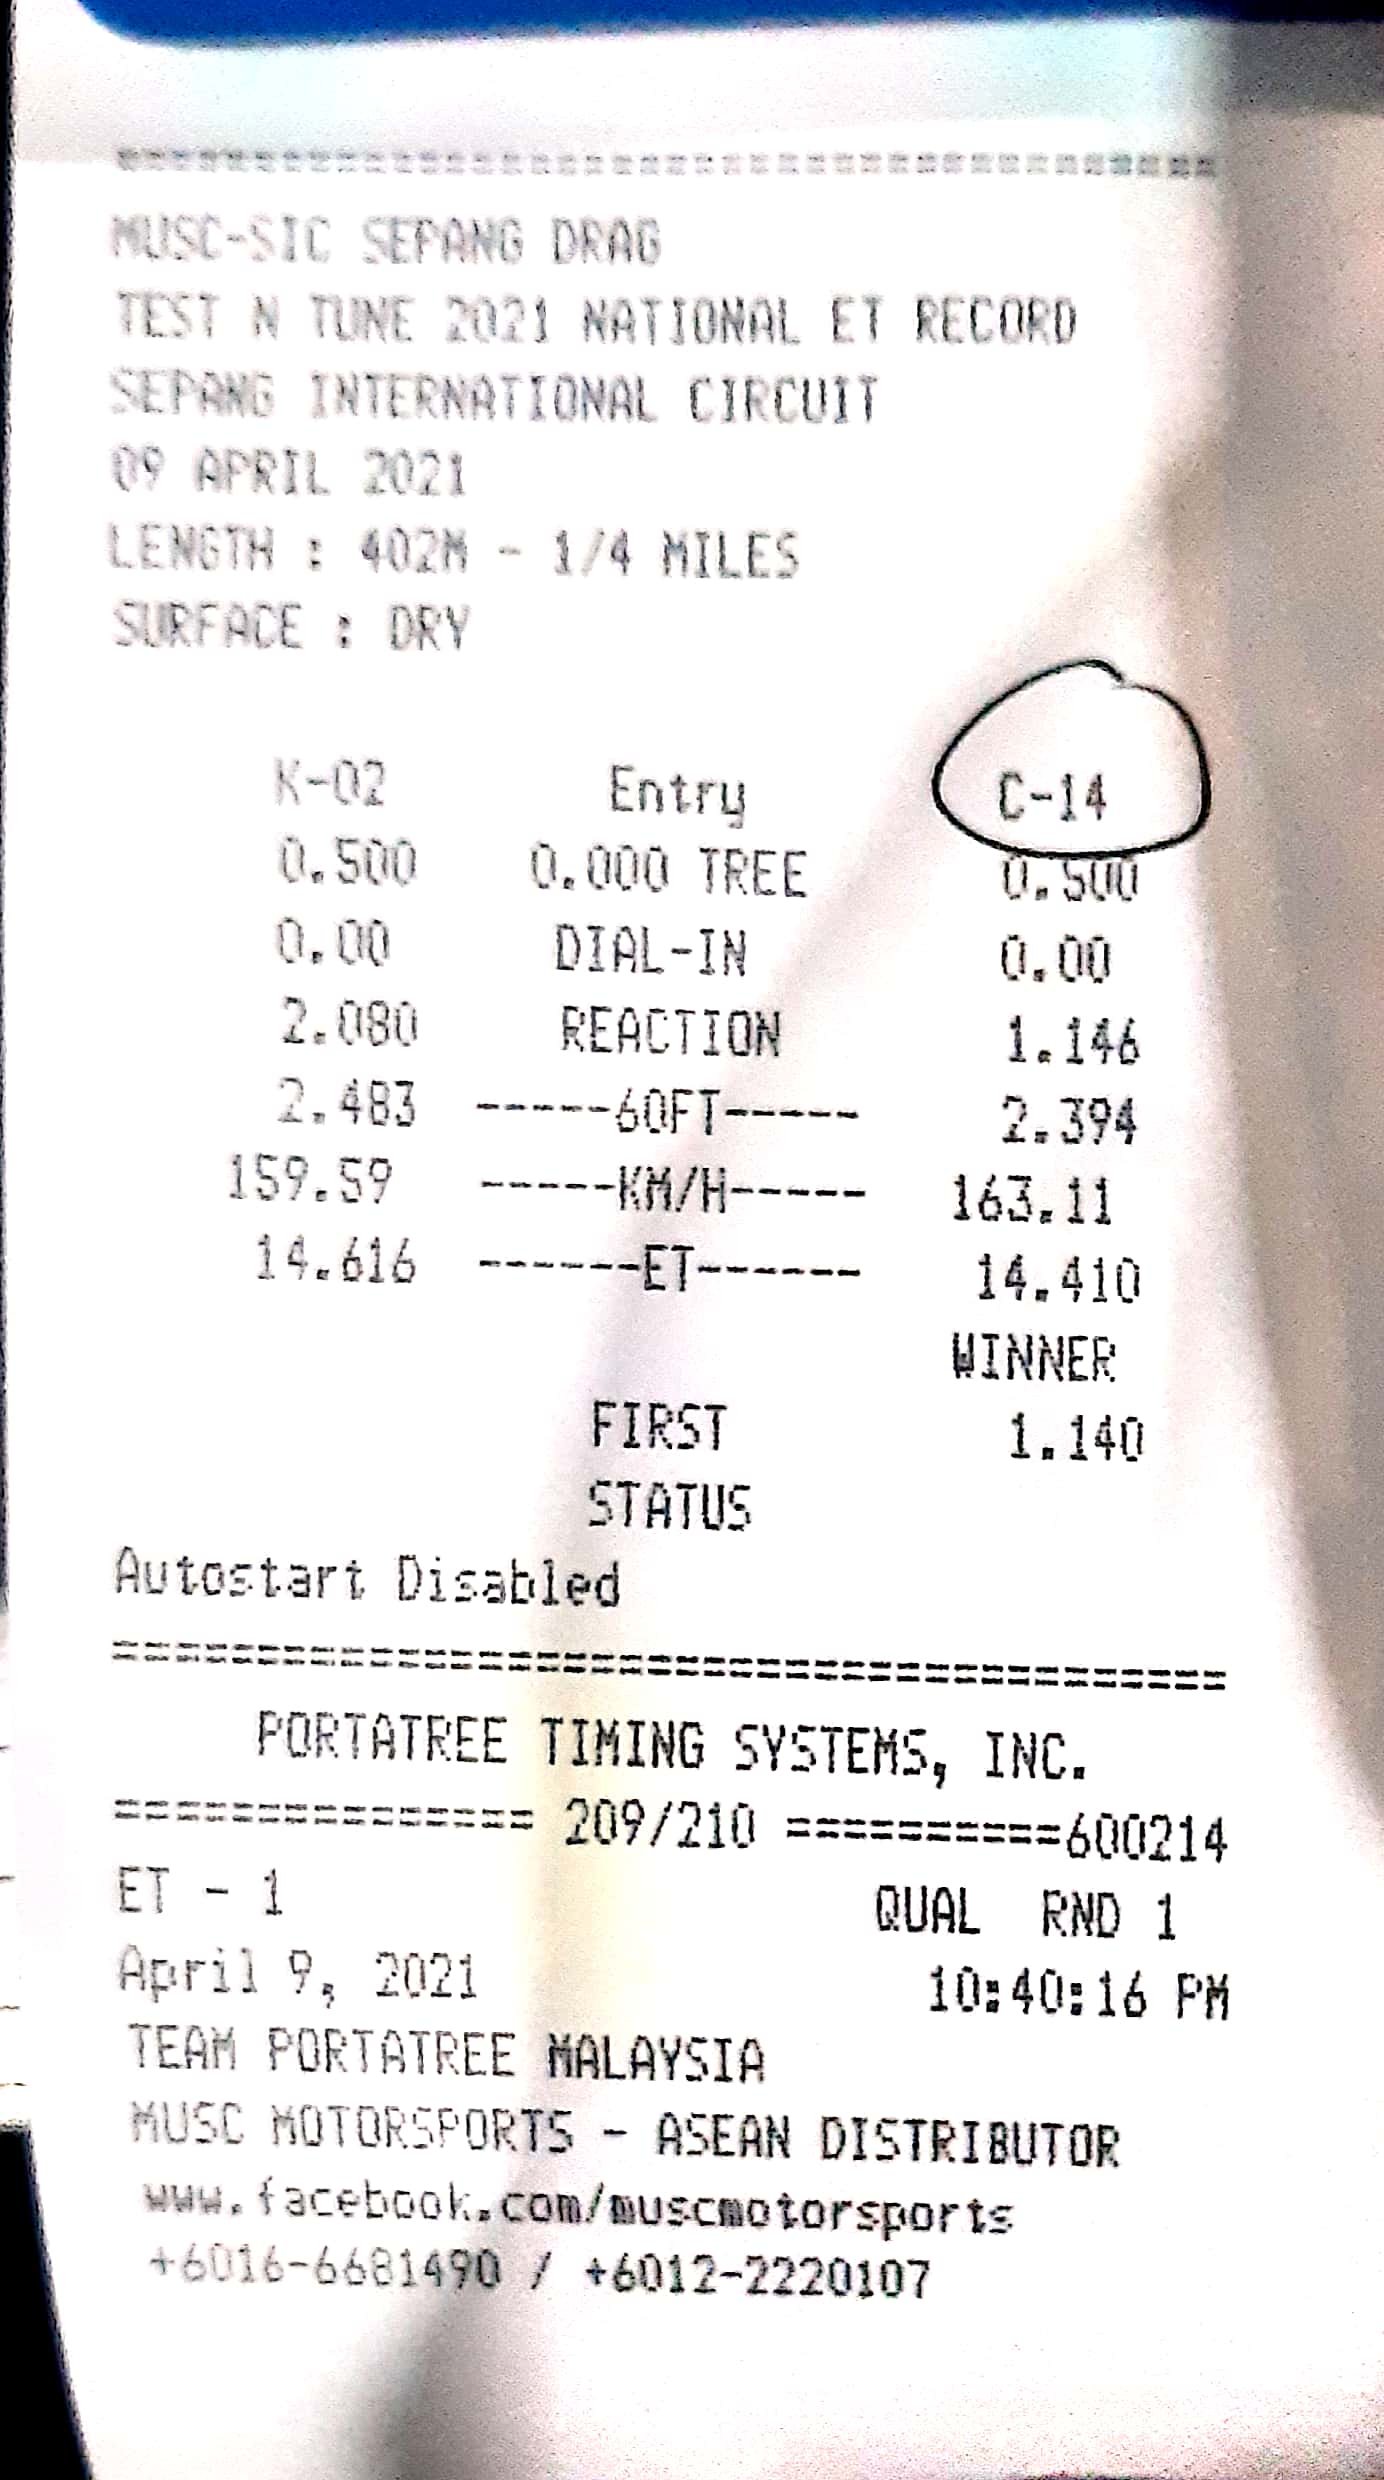 ========================================
MUSC-SIC SEPANG DRAG
TEST N TUNE 2021 NATIONAL ET RECORD
SEPANG INTERNATIONAL CIRCUIT
09 APRIL 2021
LENGTH : 402M - 1/4 MILES
SURFACE : DRY
K-02 Entry C-14
0.500 0.000 TREE 0.500
0.00 DIAL-IN 0.00
2.080 REACTION 1.146
2.483 -----60FT----- 2.394
159.59 -----KM/H----- 163.11
14.616 ------ET------ 14.410
WINNER
FIRST 1.140
STATUS
Autostart Disabled
========================================
PORTATREE TIMING SYSTEMS, INC.
=============== 209/210 ==========600214
ET - 1 QUAL RND 1
April 9, 2021 10:40:16 PM
TEAM PORTATREE MALAYSIA
MUSC MOTORSPORTS - ASEAN DISTRIBUTOR
www.facebook.com/muscmotorsports
+6016-6681490 / +6012-2220107